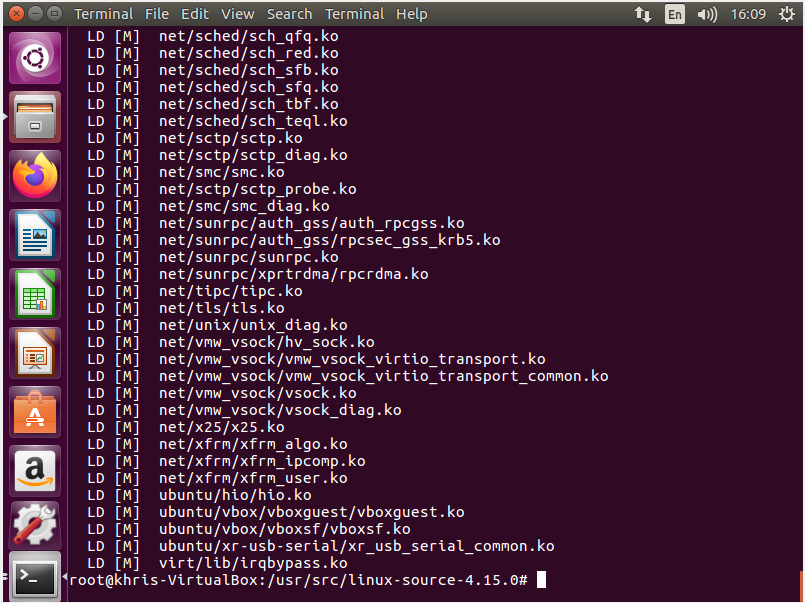 Terminal File Edit View Search Terminal Help En 16:09
LD [M] net/sched/sch_qfq.ko
LD [M] net/sched/sch_red.ko
LD [M] net/sched/sch_sfb.ko
LD [M] net/sched/sch_sfq.ko
LD [M] net/sched/sch_tbf.ko
LD [M] net/sched/sch_teql.ko
LD [M] net/sctp/sctp.ko
LD [M] net/sctp/sctp_diag.ko
LD [M] net/smc/smc.ko
LD [M] net/sctp/sctp_probe.ko
LD [M] net/smc/smc_diag.ko
LD [M] net/sunrpc/auth_gss/auth_rpcgss.ko
LD [M] net/sunrpc/auth_gss/rpcsec_gss_krb5.ko
LD [M] net/sunrpc/sunrpc.ko
LD [M] net/sunrpc/xprtrdma/rpcrdma.ko
LD [M] net/tipc/tipc.ko
LD [M] net/tls/tls.ko
LD [M] net/unix/unix_diag.ko
LD [M] net/vmw_vsock/hv_sock.ko
LD [M] net/vmw_vsock/vmw_vsock_virtio_transport.ko
LD [M] net/vmw_vsock/vmw_vsock_virtio_transport_common.ko
LD [M] net/vmw_vsock/vsock.ko
LD [M] net/vmw_vsock/vsock_diag.ko
LD [M] net/x25/x25.ko
LD [M] net/xfrm/xfrm_algo.ko
LD [M] net/xfrm/xfrm_ipcomp.ko
LD [M] net/xfrm/xfrm_user.ko
LD [M] ubuntu/hio/hio.ko
LD [M] ubuntu/vbox/vboxguest/vboxguest.ko
LD [M] ubuntu/vbox/vboxsf/vboxsf.ko
LD [M] ubuntu/xr-usb-serial/xr_usb_serial_common.ko
LD [M] virt/lib/irqbypass.ko
root@khris-VirtualBox:/usr/src/linux-source-4.15.0#